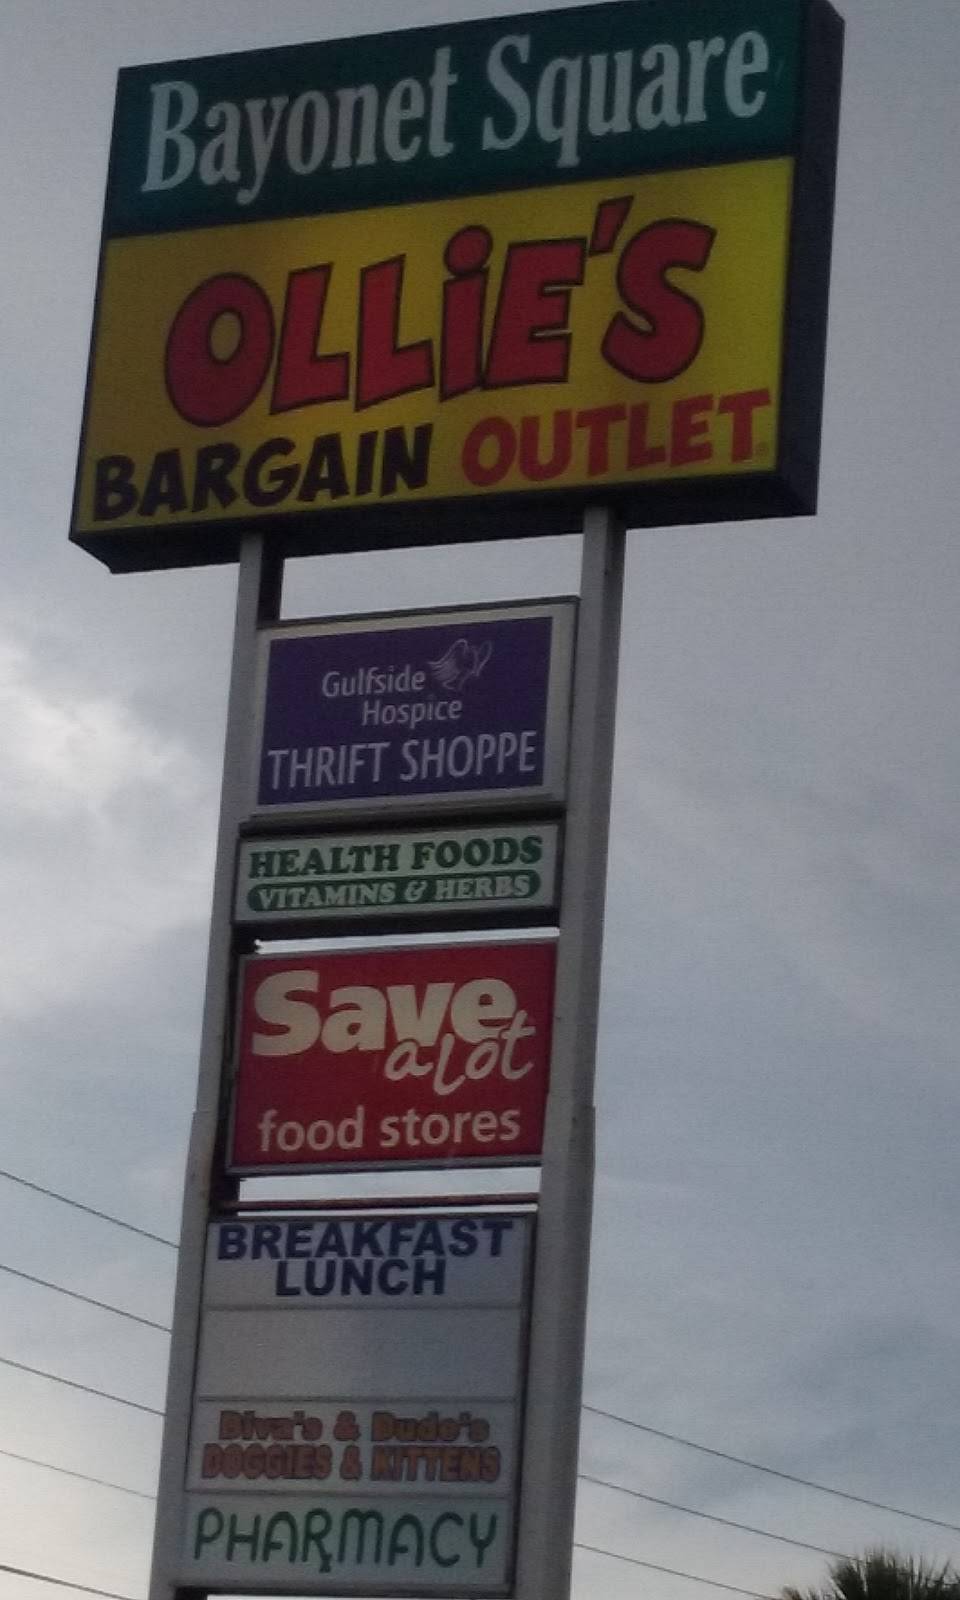 Bayonet Square
OLLiE'S
BARGAIN OUTLET
Gulfside
Hospice
THRIFT SHOPPE
HEALTH FOODS
VITAMINS & HERBS
Save
a lot
food stores
BREAKFAST
LUNCH
Diva's & Dude's
DOGGIES & KITTENS
PHARMACY